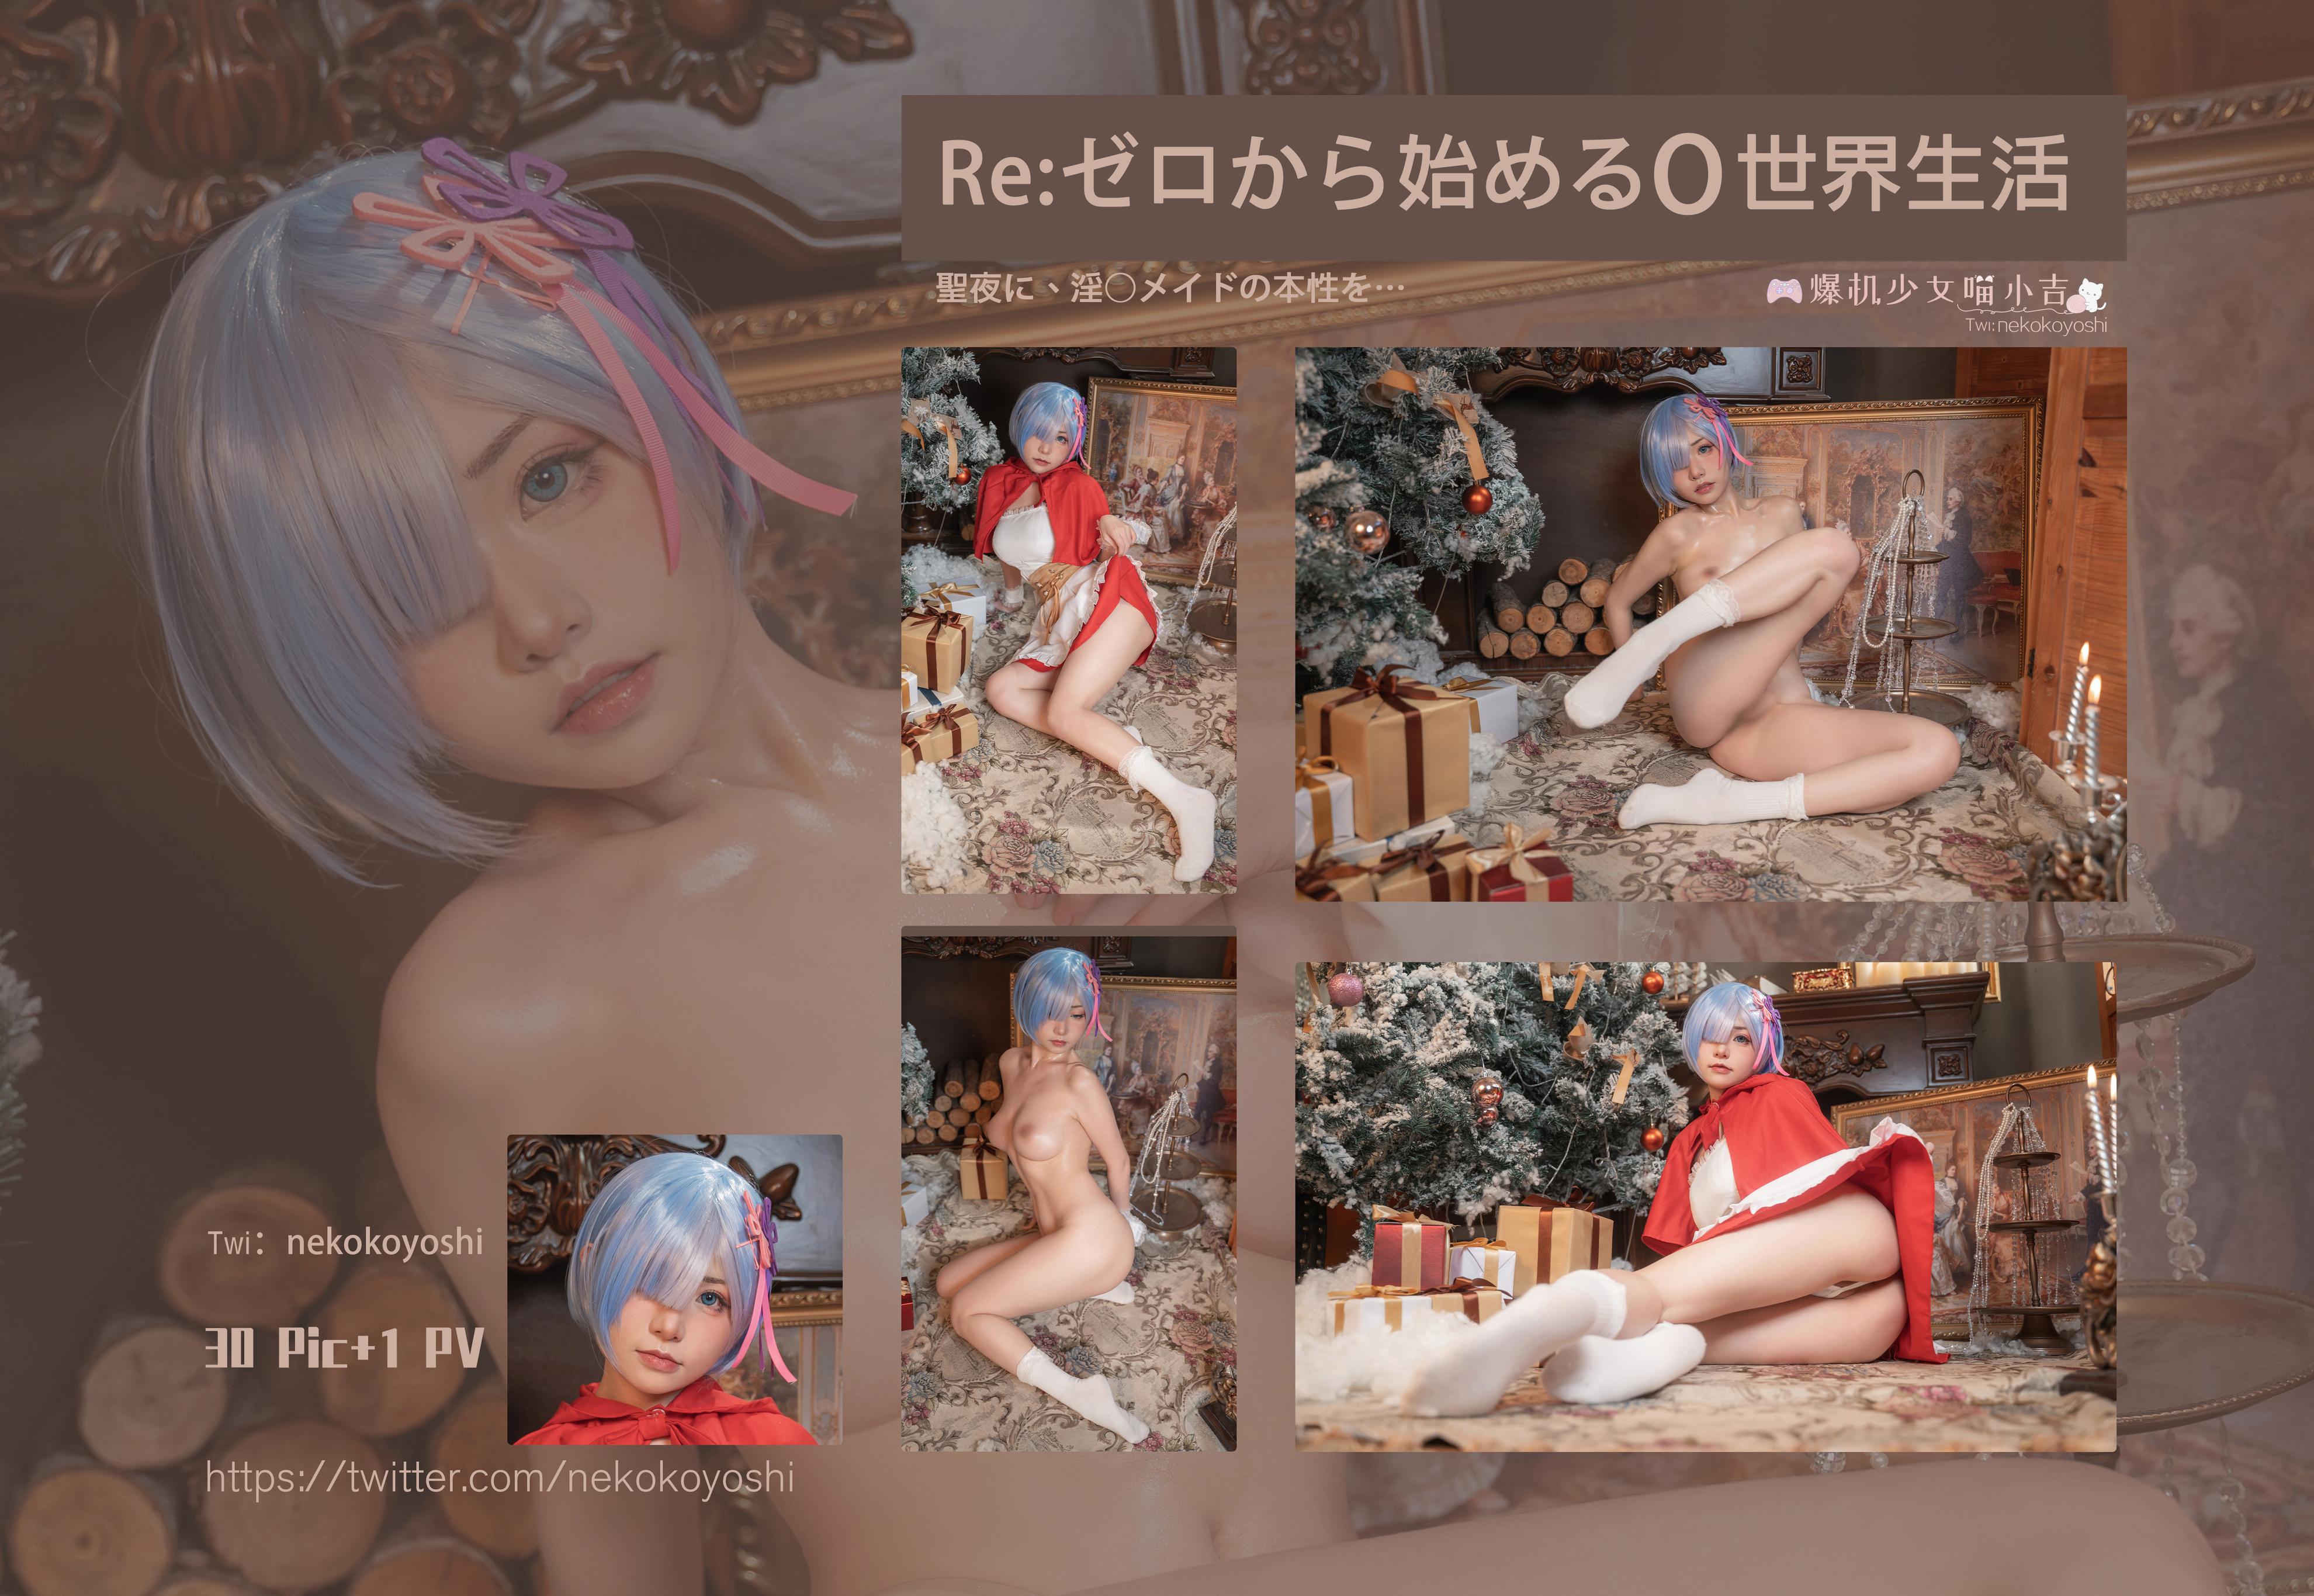 Re:ゼロから始めるO世界生活
聖夜に、淫○メイドの本性を…
爆机少女喵小吉
Twi:nekokoyoshi
Twi: nekokoyoshi
30 Pic+1 PV
https://twitter.com/nekokoyoshi